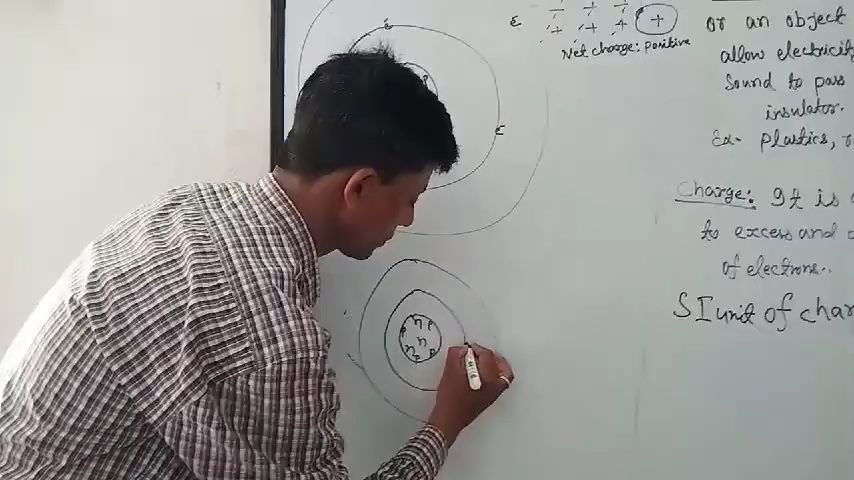 Net charge: positive
or an object
allow electricity
Sound to pass
insulator.
Ex- plastics, r
Charge: It is
to excess and
of electrons..
SI unit of char